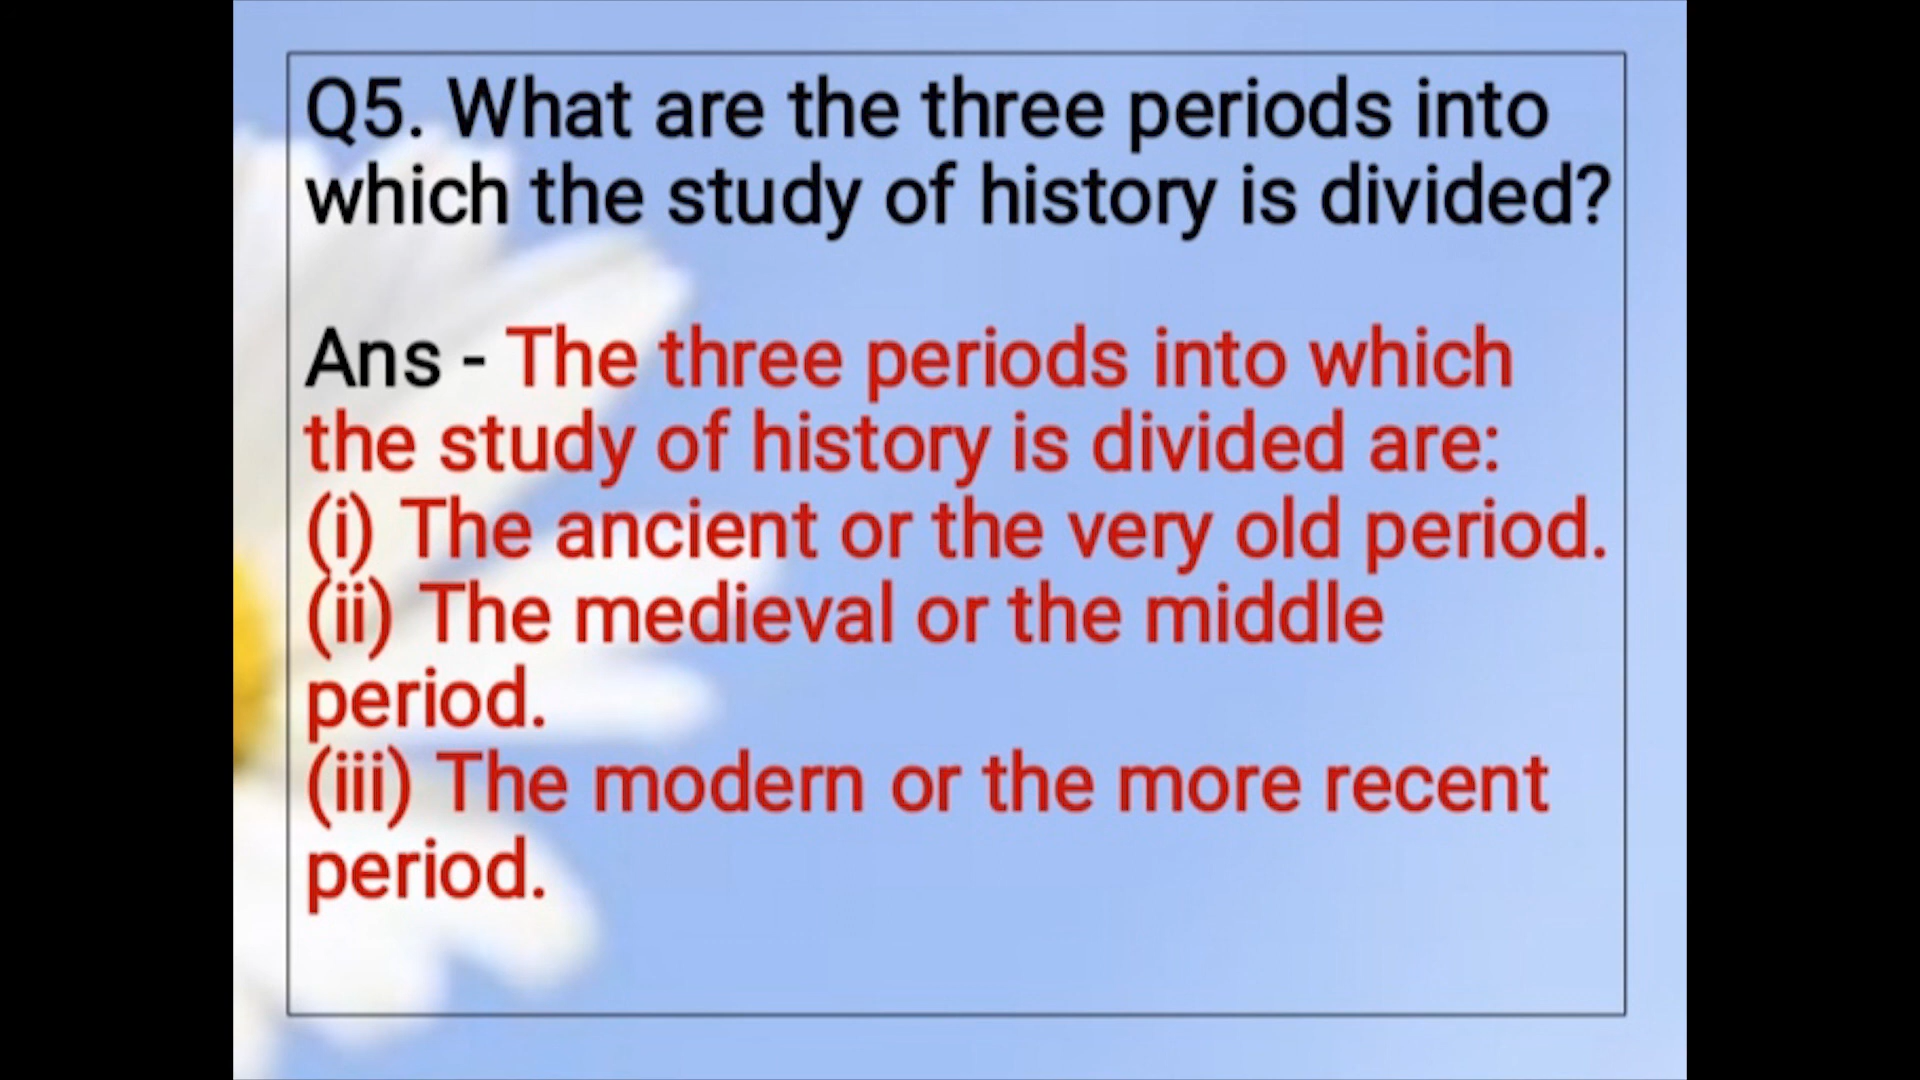 Q5. What are the three periods into
which the study of history is divided?
Ans - The three periods into which
the study of history is divided are:
(i) The ancient or the very old period.
(ii) The medieval or the middle
period.
(iii) The modern or the more recent
period.